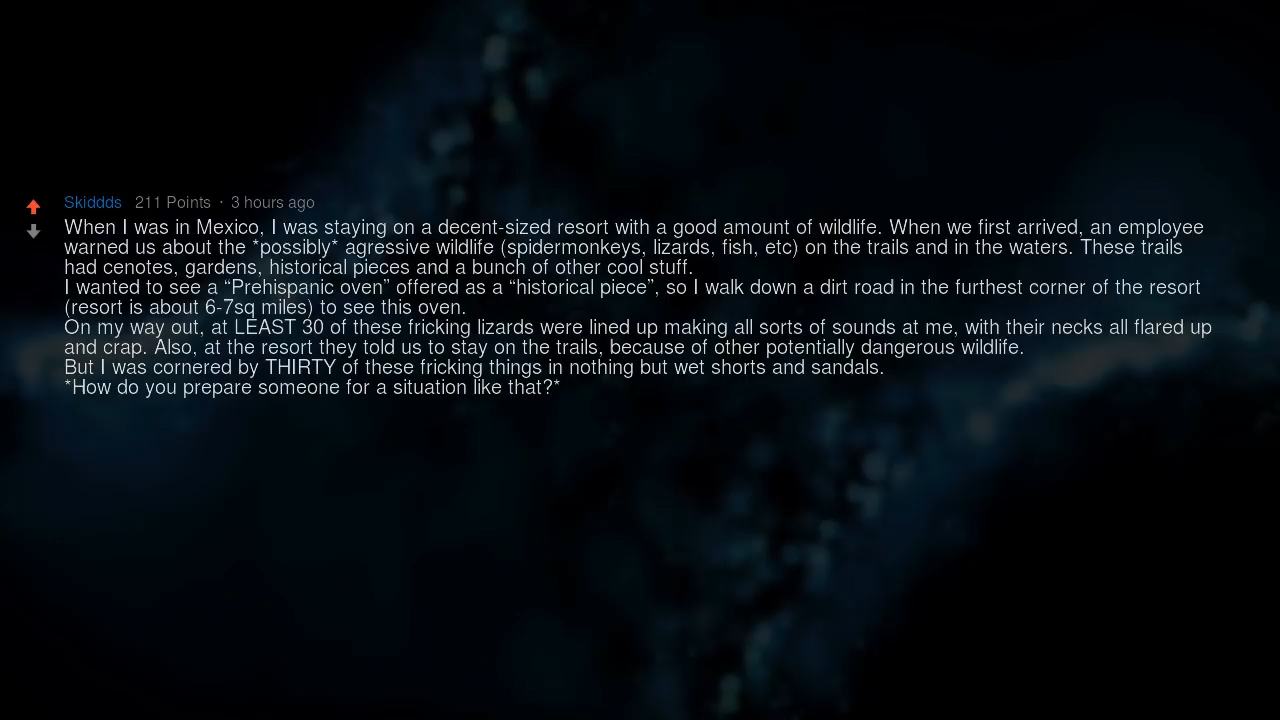 Skiddds 211 Points · 3 hours ago
When I was in Mexico, I was staying on a decent-sized resort with a good amount of wildlife. When we first arrived, an employee
warned us about the *possibly* agressive wildlife (spidermonkeys, lizards, fish, etc) on the trails and in the waters. These trails
had cenotes, gardens, historical pieces and a bunch of other cool stuff.
I wanted to see a “Prehispanic oven” offered as a “historical piece”, so I walk down a dirt road in the furthest corner of the resort
(resort is about 6-7sq miles) to see this oven.
On my way out, at LEAST 30 of these fricking lizards were lined up making all sorts of sounds at me, with their necks all flared up
and crap. Also, at the resort they told us to stay on the trails, because of other potentially dangerous wildlife.
But I was cornered by THIRTY of these fricking things in nothing but wet shorts and sandals.
*How do you prepare someone for a situation like that?*